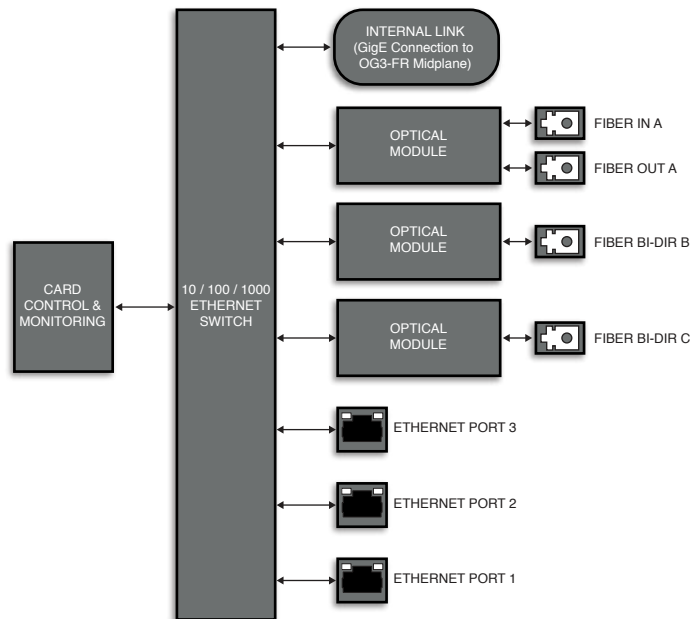 INTERNAL LINK
(GigE Connection to
OG3-FR Midplane)
OPTICAL
MODULE
FIBER IN A
FIBER OUT A
OPTICAL
MODULE
FIBER BI-DIR B
CARD
CONTROL &
MONITORING
10 / 100 / 1000
ETHERNET
SWITCH
OPTICAL
MODULE
FIBER BI-DIR C
ETHERNET PORT 3
ETHERNET PORT 2
ETHERNET PORT 1